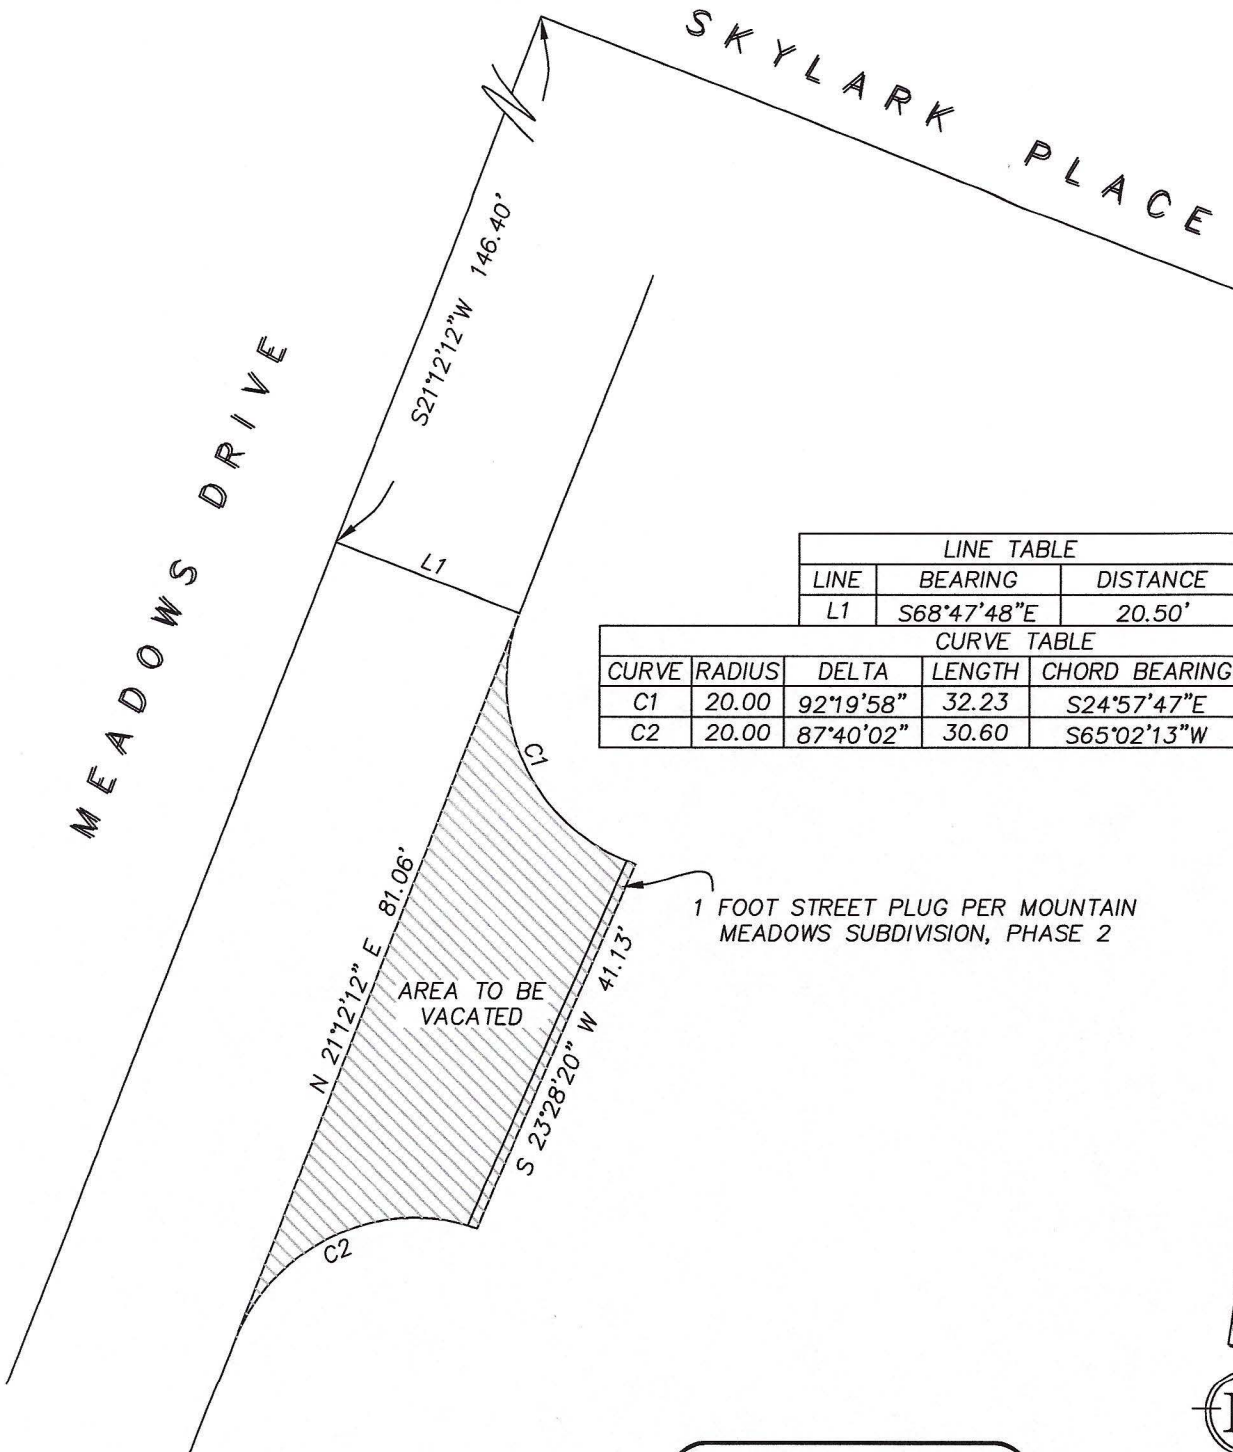 SKYLARK PLACE
S21°12'12"W 146.40'
MEADOWS DRIVE
L1
LINE TABLE
LINE BEARING DISTANCE
L1 S68°47'48"E 20.50'
CURVE TABLE
CURVE RADIUS DELTA LENGTH CHORD BEARING
C1 20.00 92°19'58" 32.23 S24°57'47"E
C2 20.00 87°40'02" 30.60 S65°02'13"W
C1
N 21°12'12" E 81.06'
1 FOOT STREET PLUG PER MOUNTAIN
MEADOWS SUBDIVISION, PHASE 2
AREA TO BE
VACATED
S 23°28'20" W 41.13'
C2